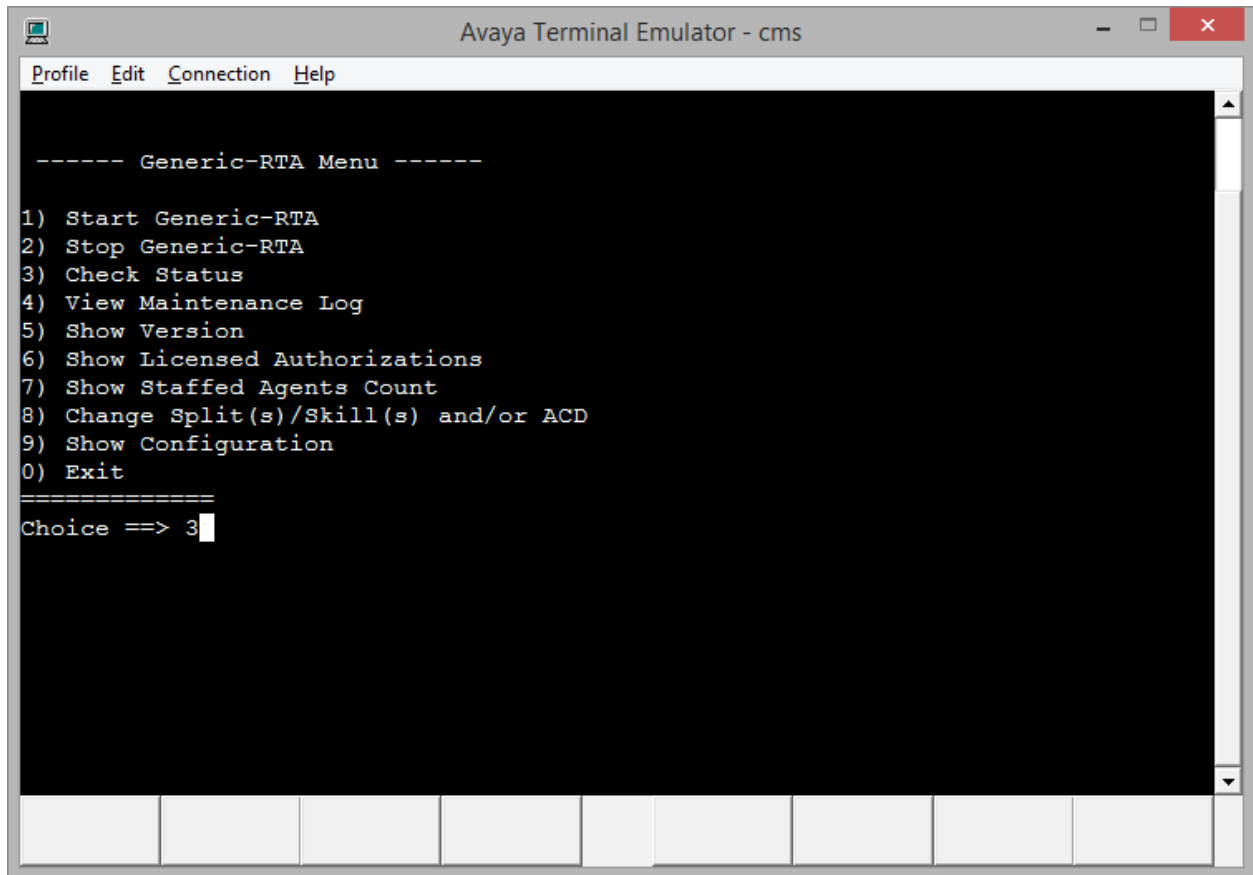 Avaya Terminal Emulator - cms
Profile Edit Connection Help
------ Generic-RTA Menu ------
1) Start Generic-RTA
2) Stop Generic-RTA
3) Check Status
4) View Maintenance Log
5) Show Version
6) Show Licensed Authorizations
7) Show Staffed Agents Count
8) Change Split(s)/Skill(s) and/or ACD
9) Show Configuration
0) Exit
=============
Choice ==> 3